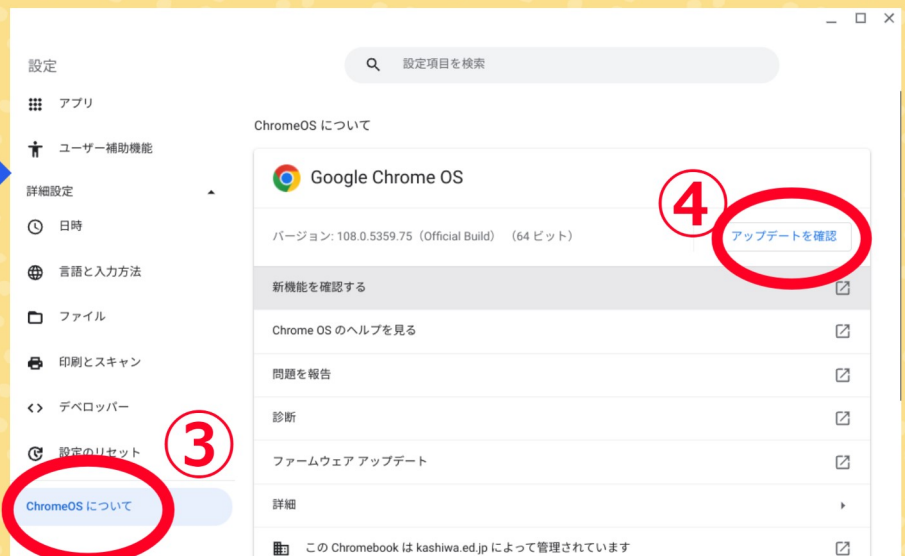 設定
設定項目を検索
アプリ
ユーザー補助機能
詳細設定
日時
言語と入力方法
ファイル
印刷とスキャン
デベロッパー
設定のリセット
③
ChromeOS について
ChromeOS について
Google Chrome OS
バージョン: 108.0.5359.75（Official Build）（64 ビット）
④
アップデートを確認
新機能を確認する
Chrome OS のヘルプを見る
問題を報告
診断
ファームウェア アップデート
詳細
この Chromebook は kashiwa.ed.jp によって管理されています